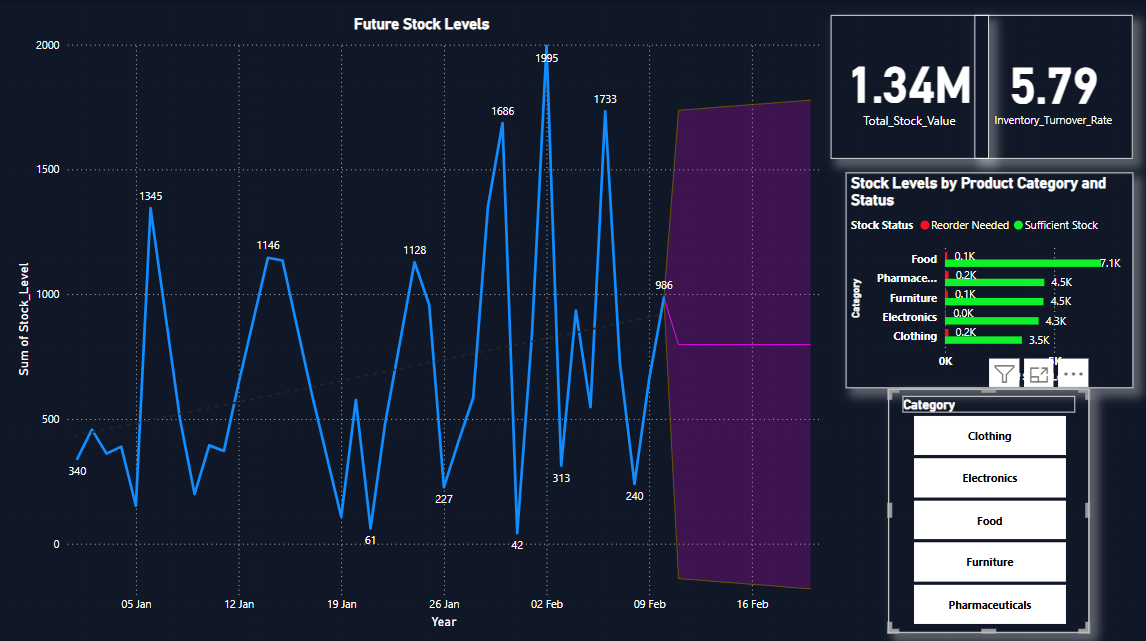 Future Stock Levels
2000
1500
1000
500
0
Sum of Stock_Level
340
1345
1146
61
1128
227
1686
42
1995
313
1733
240
986
05 Jan
12 Jan
19 Jan
26 Jan
02 Feb
09 Feb
16 Feb
Year
1.34M
Total_Stock_Value
5.79
Inventory_Turnover_Rate
Stock Levels by Product Category and
Status
Stock Status Reorder Needed Sufficient Stock
Category
Food 0.1K 7.1K
Pharmace... 0.2K 4.5K
Furniture 0.1K 4.5K
Electronics 0.0K 4.3K
Clothing 0.2K 3.5K
0K
Category
Clothing
Electronics
Food
Furniture
Pharmaceuticals